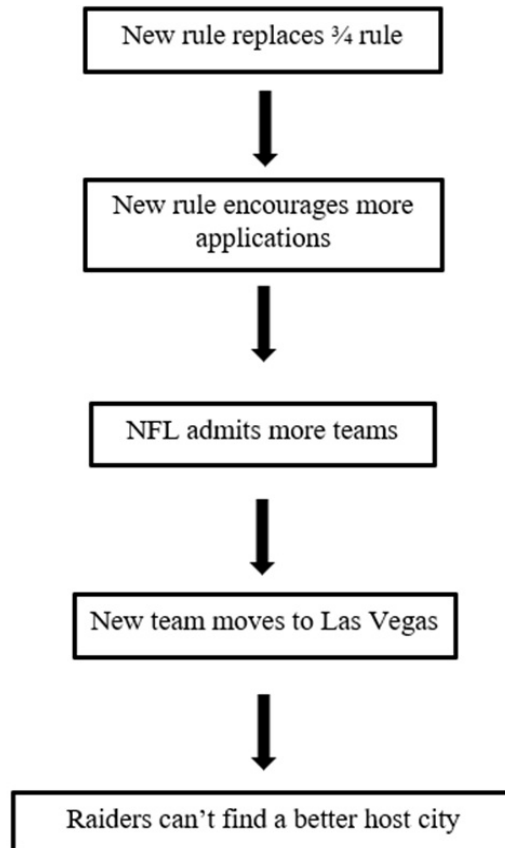 New rule replaces ¾ rule
New rule encourages more
applications
NFL admits more teams
New team moves to Las Vegas
Raiders can’t find a better host city